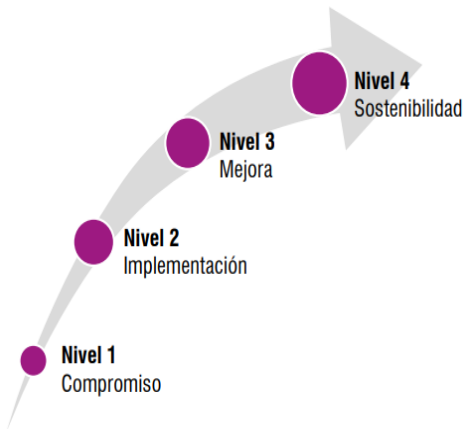 Nivel 4
Sostenibilidad
Nivel 3
Mejora
Nivel 2
Implementación
Nivel 1
Compromiso